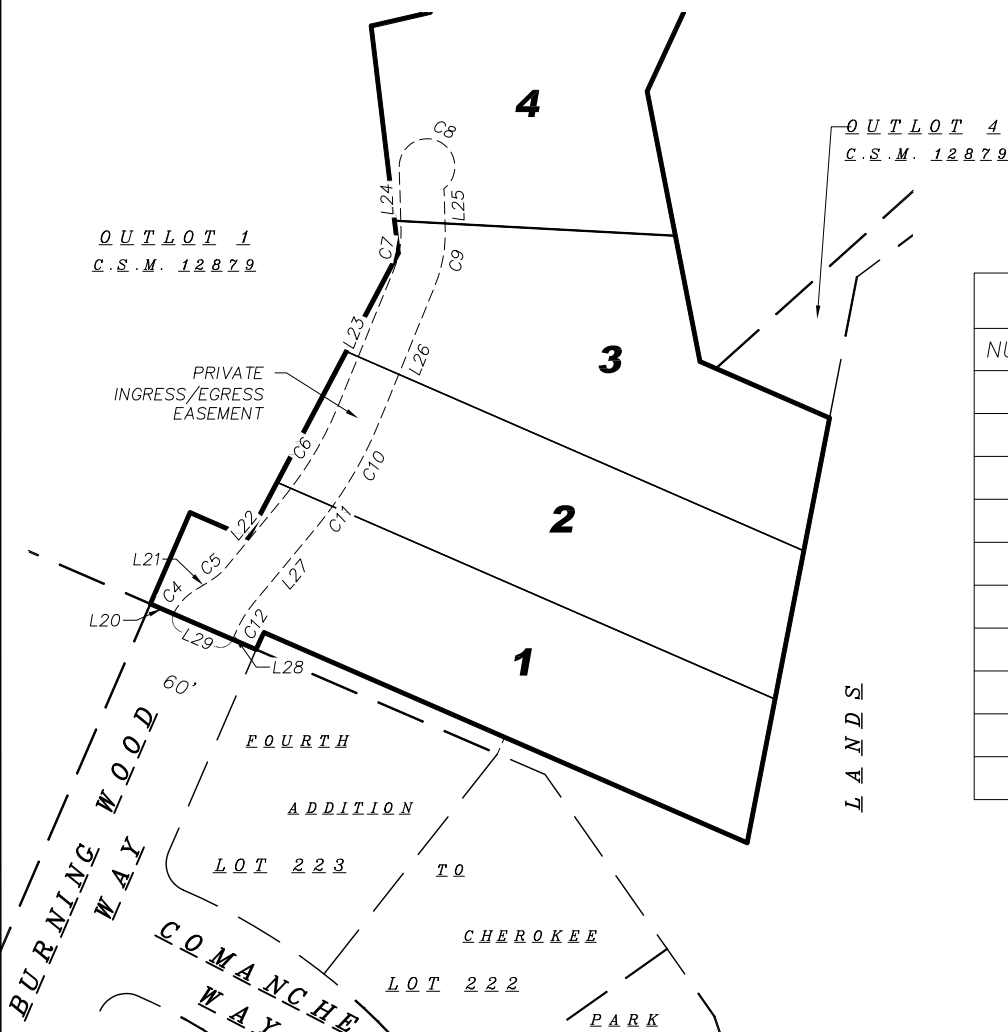 4
C8
OUTLOT 4
C.S.M. 12879
L24
L25
OUTLOT 1
C.S.M. 12879
C7
C9
L23
L26
3
PRIVATE
INGRESS/EGRESS
EASEMENT
C6
C10
2
L22
C11
L21
C5
C4
L27
L20
L29
C12
L28
1
60'
FOURTH
LANDS
ADDITION
LOT 223
TO
BURNING WOOD
WAY
CHEROKEE
COMANCHE
WAY
LOT 222
PARK